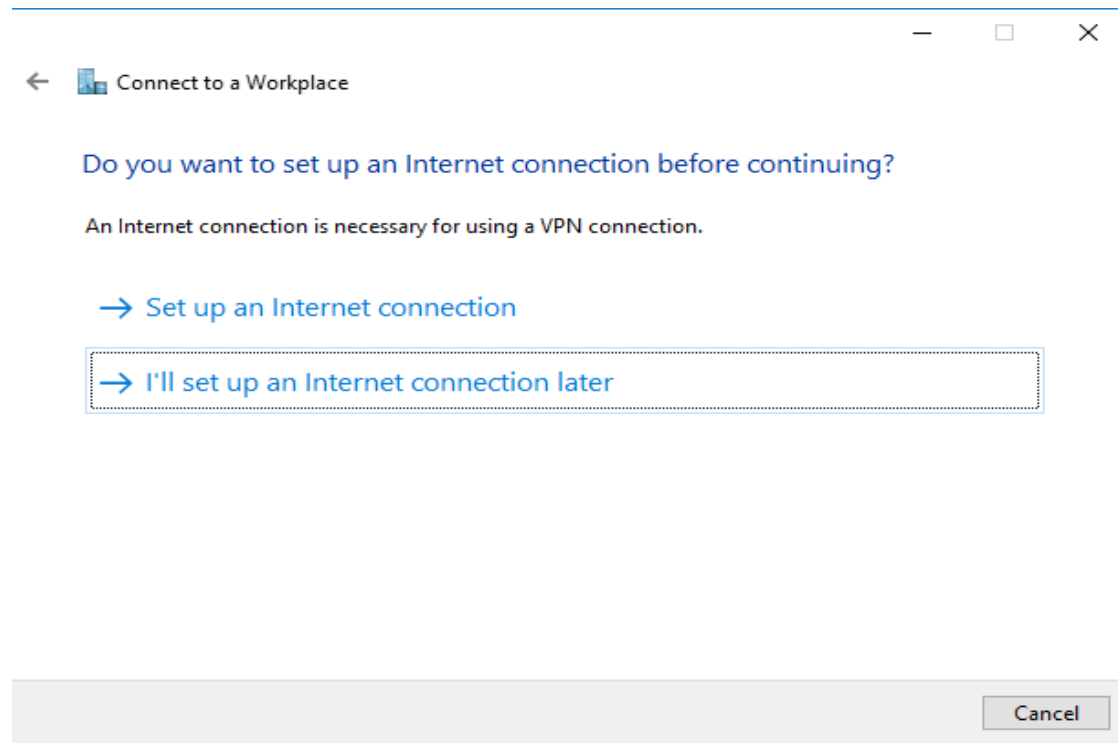 Connect to a Workplace
Do you want to set up an Internet connection before continuing?
An Internet connection is necessary for using a VPN connection.
Set up an Internet connection
I'll set up an Internet connection later
Cancel